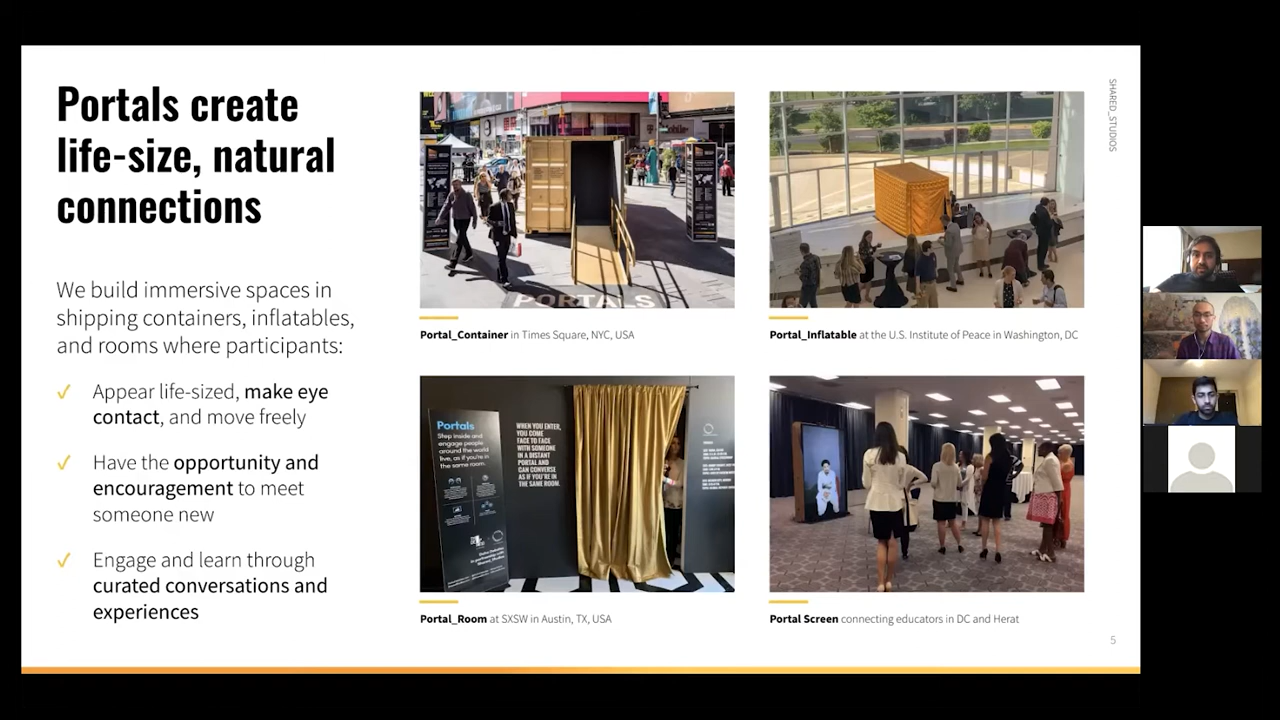 Portals create
life-size, natural
connections
We build immersive spaces in
shipping containers, inflatables,
and rooms where participants:
Appear life-sized, make eye
contact, and move freely
Have the opportunity and
encouragement to meet
someone new
Engage and learn through
curated conversations and
experiences
PORTALS
Portal_Container in Times Square, NYC, USA
Portal_Inflatable at the U.S. Institute of Peace in Washington, DC
Portals
Step inside and
engage people
around the world
live, as if you're in
the same room.
WHEN YOU ENTER,
YOU COME
FACE TO FACE
WITH SOMEONE
IN A DISTANT
PORTAL AND
CAN CONVERSE
AS IF YOU'RE IN
THE SAME ROOM.
Portal_Room at SXSW in Austin, TX, USA
Portal Screen connecting educators in DC and Herat
SHARED_STUDIOS
5